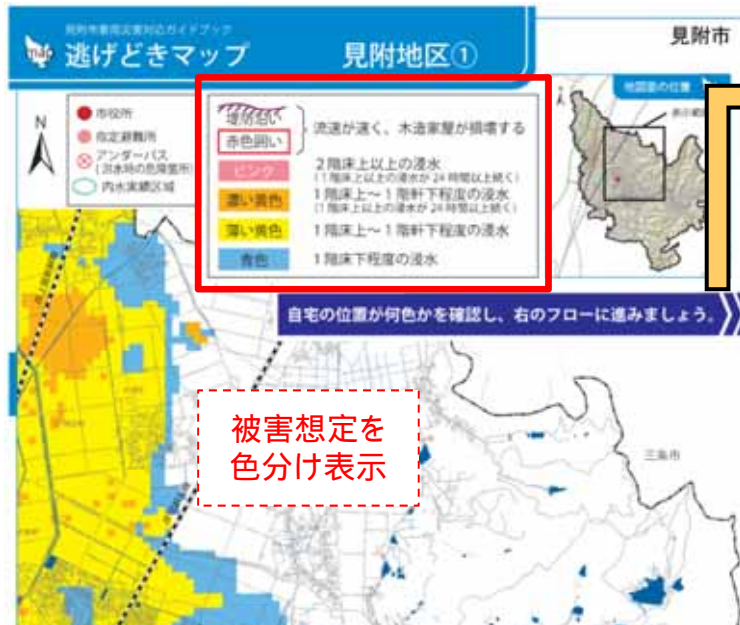 見附市豪雨災害対応ガイドブック
map 逃げどきマップ
見附地区①
見附市
N
市役所
指定避難所
アンダーパス
(洪水時の危険箇所)
内水実績区域
堤防沿い
赤色囲い
流速が速く、木造家屋が損壊する
ピンク
2階床上以上の浸水
(1階床上以上の浸水が24時間以上続く)
濃い黄色
1階床上～1階軒下程度の浸水
(1階床上以上の浸水が24時間以上続く)
薄い黄色
1階床上～1階軒下程度の浸水
青色
1階床下程度の浸水
地図面の位置
自宅の位置が何色かを確認し、右のフローに進みましょう。
被害想定を
色分け表示
三条市